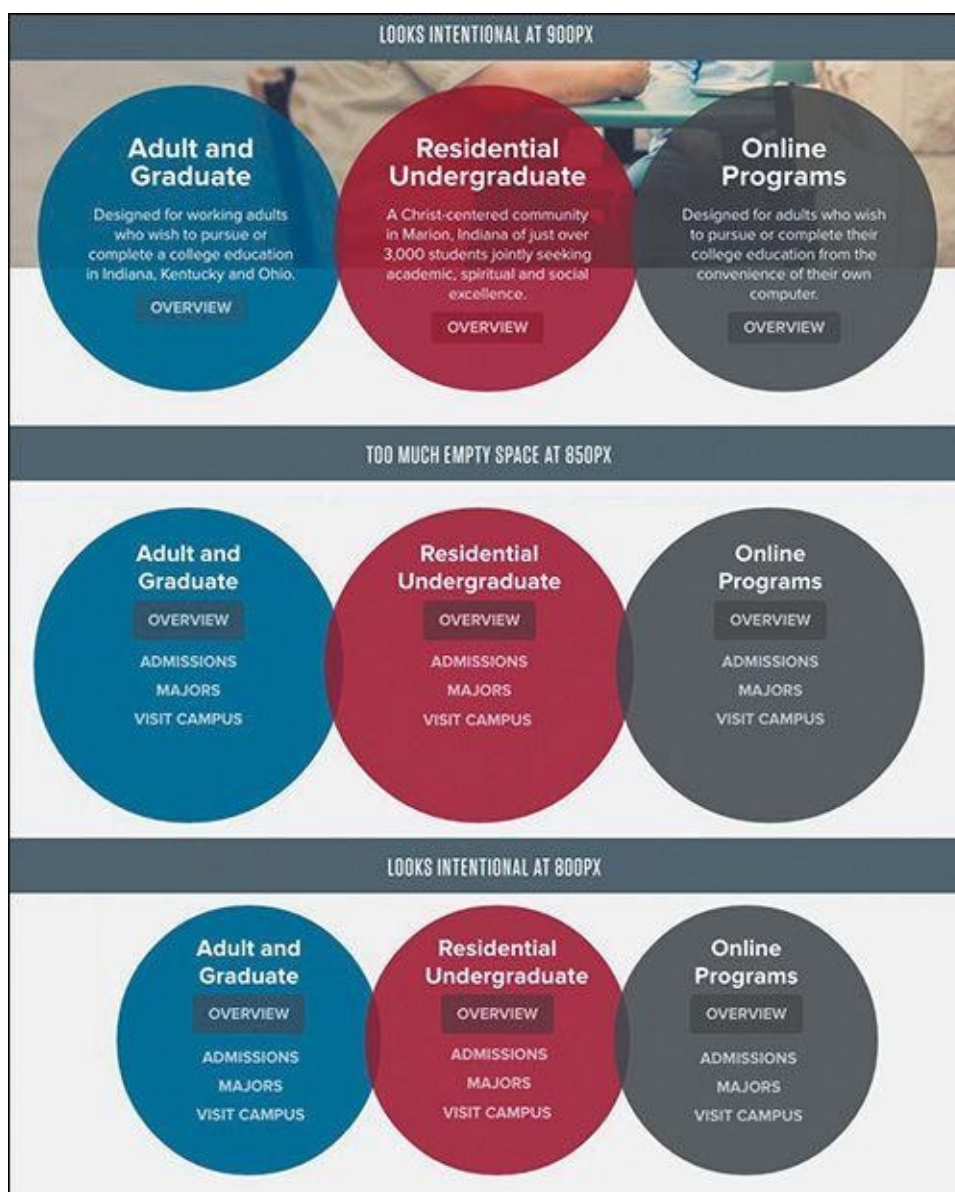 LOOKS INTENTIONAL AT 900PX
Adult and
Graduate
Designed for working adults
who wish to pursue or
complete a college education
in Indiana, Kentucky and Ohio.
OVERVIEW
Residential
Undergraduate
A Christ-centered community
in Marion, Indiana of just over
3,000 students jointly seeking
academic, spiritual and social
excellence.
OVERVIEW
Online
Programs
Designed for adults who wish
to pursue or complete their
college education from the
convenience of their own
computer.
OVERVIEW
TOO MUCH EMPTY SPACE AT 850PX
Adult and
Graduate
OVERVIEW
ADMISSIONS
MAJORS
VISIT CAMPUS
Residential
Undergraduate
OVERVIEW
ADMISSIONS
MAJORS
VISIT CAMPUS
Online
Programs
OVERVIEW
ADMISSIONS
MAJORS
VISIT CAMPUS
LOOKS INTENTIONAL AT 800PX
Adult and
Graduate
OVERVIEW
ADMISSIONS
MAJORS
VISIT CAMPUS
Residential
Undergraduate
OVERVIEW
ADMISSIONS
MAJORS
VISIT CAMPUS
Online
Programs
OVERVIEW
ADMISSIONS
MAJORS
VISIT CAMPUS